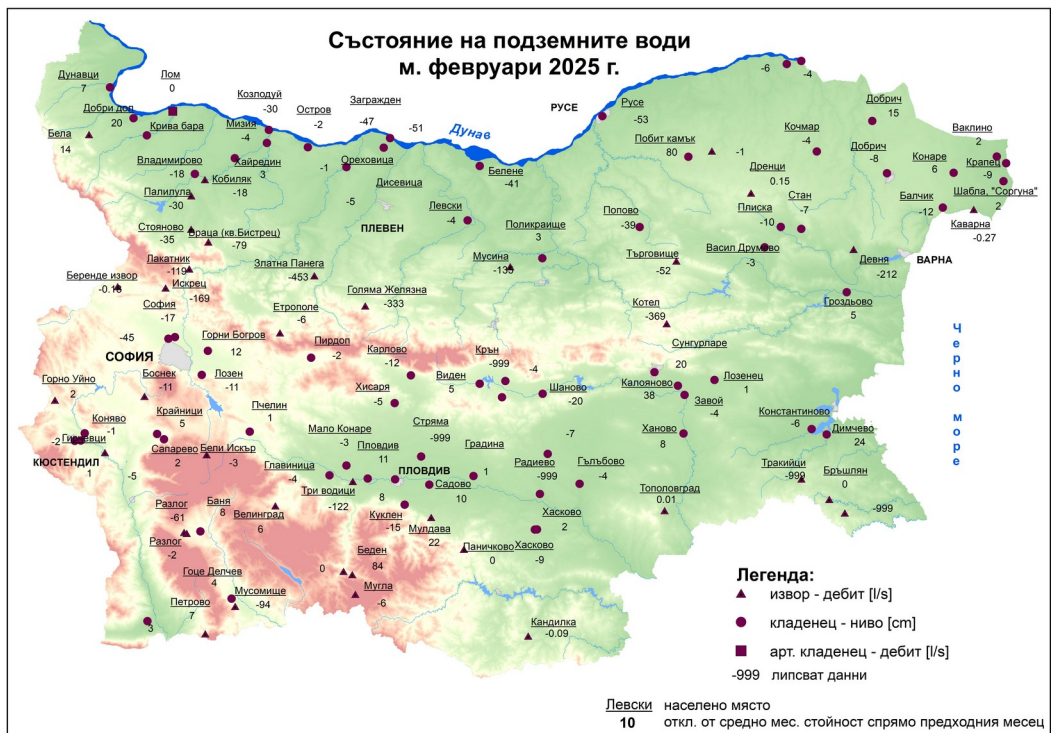 Състояние на подземните води
м. февруари 2025 г.
Дунавци
7
Лом
0
Козлодуй
-30
Остров
-2
Загражден
-47
-51
Дунав
РУСЕ
Русе
-53
-6
-4
Добрич
15
Добри дол
20
Крива бара
Мизия
-4
Бела
14
Владимирово
-18
Хайредин
3
Кобиляк
-18
Ореховица
-1
Дисевица
-5
Белене
-41
Побит камък
80
-1
Кочмар
-4
Добрич
-8
Ваклино
2
Конаре
6
Крапец
-9
Шабла, "Соргуна"
2
Дренци
0.15
Стан
-7
Балчик
-12
Каварна
-0.27
Палилула
-30
Стояново
-35
Враца (кв.Бистрец)
-79
ПЛЕВЕН
Левски
-4
Поликраище
3
Попово
-39
Плиска
-10
Васил Друмево
-3
Девня
-212
ВАРНА
Лакатник
-119
Беренде извор
Искрец
-169
Златна Панега
-453
Мусина
Търговище
-52
София
-17
Голяма Желязна
-333
Етрополе
-6
Котел
-369
Гроздьово
5
-45
СОФИЯ
Горни Богров
12
Пирдоп
-2
Карлово
-12
Крън
-999
-4
Сунгурларе
20
Черно море
Боснек
-11
Лозен
-11
Хисаря
-5
Виден
5
Шаново
-20
Калояново
38
Лозенец
1
Завой
-4
Горно Уйно
2
Крайници
5
Пчелин
1
Константиново
-6
Димчево
24
Коняво
-1
-2
КЮСТЕНДИЛ
1
-5
Сапарево
2
Бели Искър
-3
Мало Конаре
-3
Стряма
-999
Пловдив
11
ПЛОВДИВ
Градина
1
-7
Ханово
8
Главиница
-4
Радиево
-999
Гълъбово
-4
Тракийци
-999
Бръшлян
0
-999
Разлог
-61
Баня
8
Велинград
6
Три водици
-122
8
Садово
10
Куклен
-15
Мулдава
22
Хасково
2
Тополовград
0.01
Разлог
-2
Паничково
0
Хасково
-9
Гоце Делчев
4
Мусомище
-94
0
Беден
84
Мугла
-6
Петрово
7
3
Кандилка
-0.09
Легенда:
извор - дебит [l/s]
кладенец - ниво [cm]
арт. кладенец - дебит [l/s]
-999 липсват данни
Левски населено място
10 откл. от средно мес. стойност спрямо предходния месец